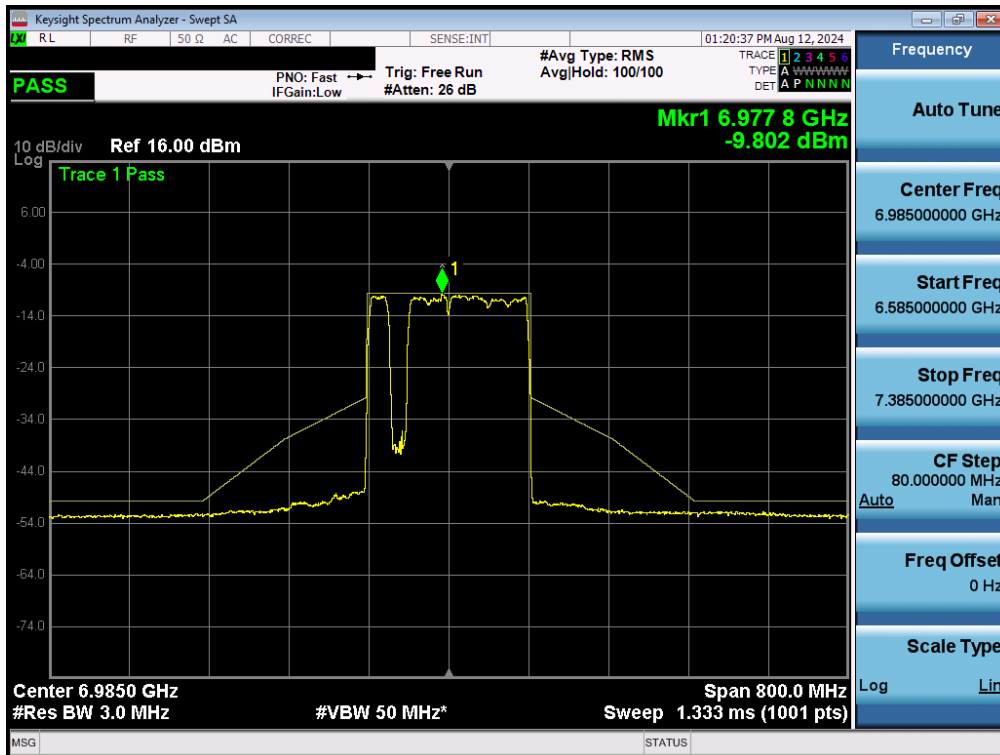 Keysight Spectrum Analyzer - Swept SA
LXI RL RF 50 Ω AC CORREC SENSE:INT 01:20:37 PM Aug 12, 2024
PASS
PNO: Fast
IFGain:Low
Trig: Free Run
#Atten: 26 dB
#Avg Type: RMS
Avg|Hold: 100/100
TRACE 1 2 3 4 5 6
TYPE A WWWWW
DET A P N N N N
Mkr1 6.977 8 GHz
-9.802 dBm
10 dB/div
Log
Ref 16.00 dBm
Trace 1 Pass
6.00
-4.00
-14.0
-24.0
-34.0
-44.0
-54.0
-64.0
-74.0
1
Center 6.9850 GHz
#Res BW 3.0 MHz
#VBW 50 MHz*
Span 800.0 MHz
Sweep 1.333 ms (1001 pts)
MSG
STATUS
Frequency
Auto Tune
Center Freq
6.985000000 GHz
Start Freq
6.585000000 GHz
Stop Freq
7.385000000 GHz
CF Step
80.000000 MHz
Auto Man
Freq Offset
0 Hz
Scale Type
Log Lin